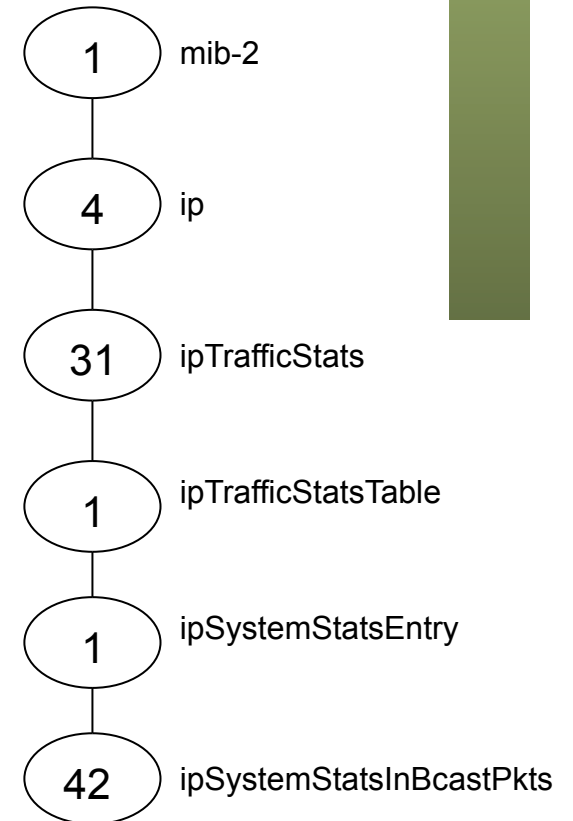 1 mib-2
4 ip
31 ipTrafficStats
1 ipTrafficStatsTable
1 ipSystemStatsEntry
42 ipSystemStatsInBcastPkts